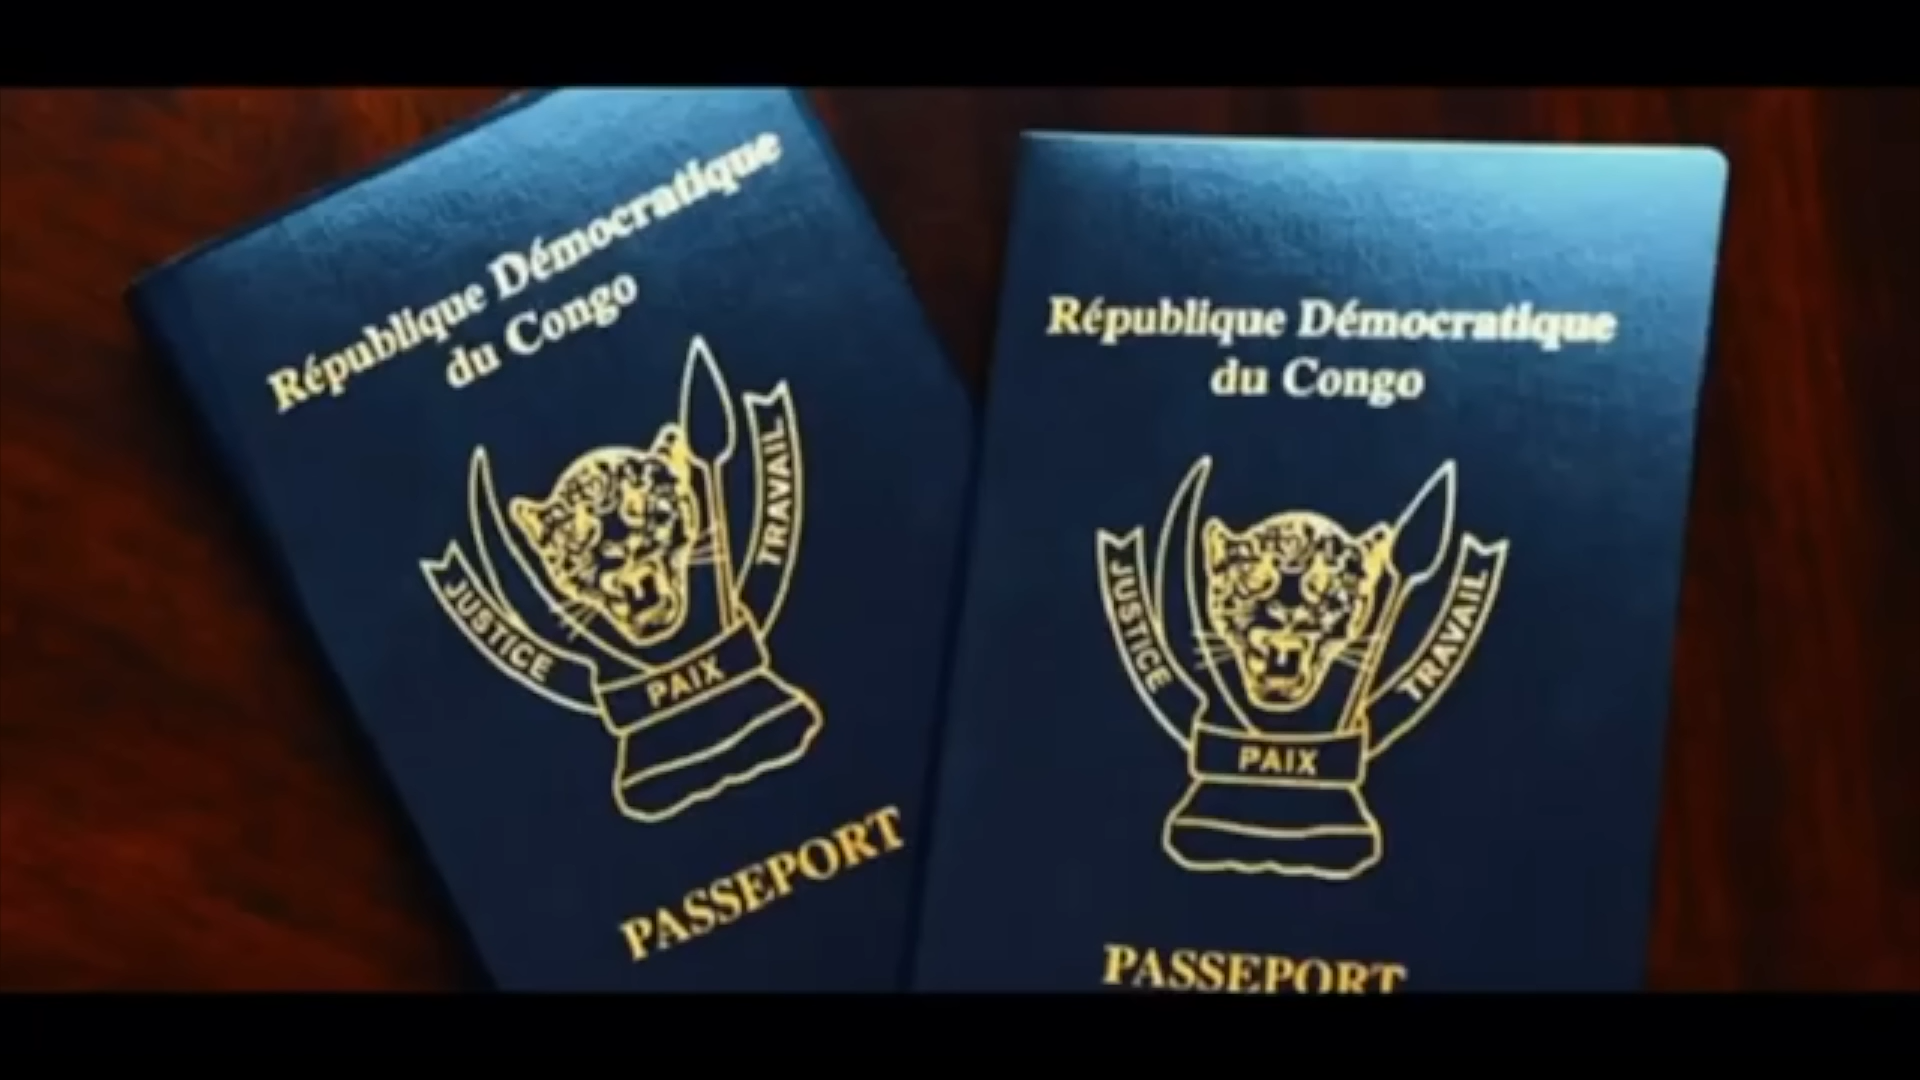 République Démocratique
du Congo
JUSTICE
PAIX
TRAVAIL
PASSEPORT
République Démocratique
du Congo
JUSTICE
PAIX
TRAVAIL
PASSEPORT